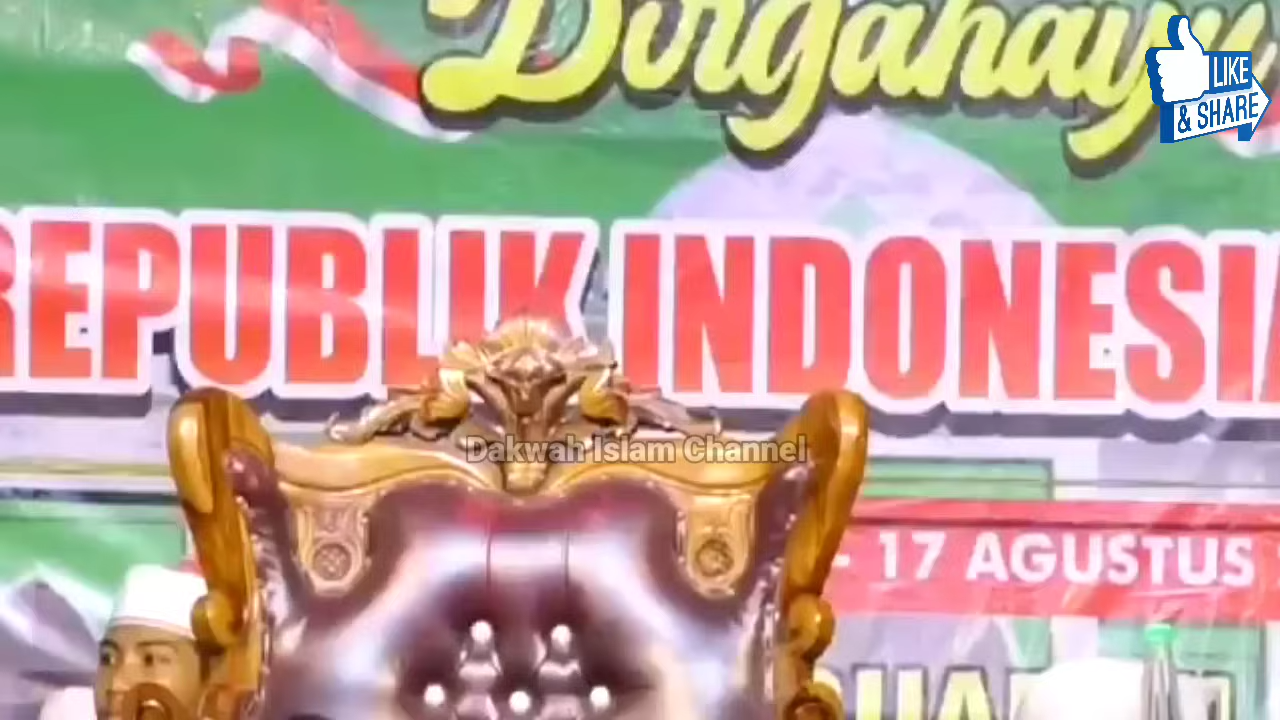 Dirgahayu
LIKE
& SHARE
REPUBLIK INDONESIA
Dakwah Islam Channel
- 17 AGUSTUS